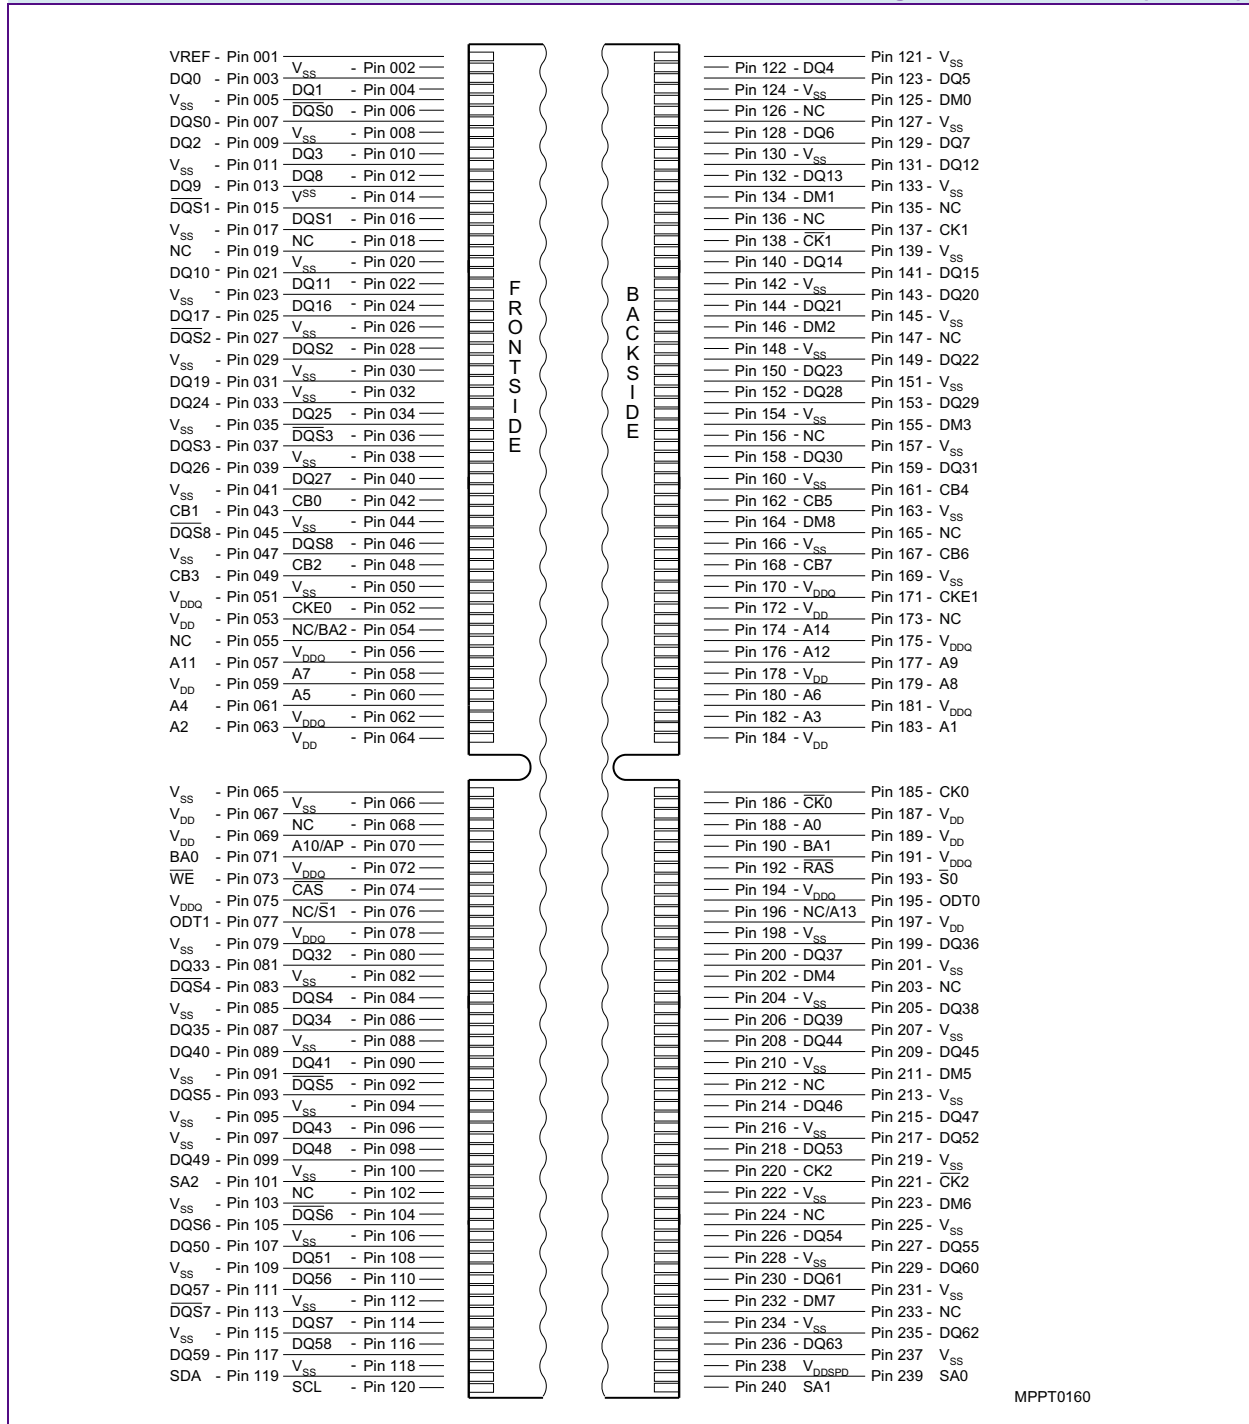 VREF - Pin 001
VSS - Pin 002
DQ0 - Pin 003
DQ1 - Pin 004
VSS - Pin 005
D̅Q̅S̅0 - Pin 006
DQS0 - Pin 007
VSS - Pin 008
DQ2 - Pin 009
DQ3 - Pin 010
VSS - Pin 011
DQ8 - Pin 012
DQ9 - Pin 013
VSS - Pin 014
D̅Q̅S̅1 - Pin 015
DQS1 - Pin 016
VSS - Pin 017
NC - Pin 018
NC - Pin 019
VSS - Pin 020
DQ10 - Pin 021
DQ11 - Pin 022
VSS - Pin 023
DQ16 - Pin 024
DQ17 - Pin 025
VSS - Pin 026
D̅Q̅S̅2 - Pin 027
DQS2 - Pin 028
VSS - Pin 029
VSS - Pin 030
DQ19 - Pin 031
VSS - Pin 032
DQ24 - Pin 033
DQ25 - Pin 034
VSS - Pin 035
D̅Q̅S̅3 - Pin 036
DQS3 - Pin 037
VSS - Pin 038
DQ26 - Pin 039
DQ27 - Pin 040
VSS - Pin 041
CB0 - Pin 042
CB1 - Pin 043
VSS - Pin 044
D̅Q̅S̅8 - Pin 045
DQS8 - Pin 046
VSS - Pin 047
CB2 - Pin 048
CB3 - Pin 049
VSS - Pin 050
VDDQ - Pin 051
CKE0 - Pin 052
VDD - Pin 053
NC/BA2 - Pin 054
NC - Pin 055
VDDQ - Pin 056
A11 - Pin 057
A7 - Pin 058
VDD - Pin 059
A5 - Pin 060
A4 - Pin 061
VDDQ - Pin 062
A2 - Pin 063
VDD - Pin 064
VSS - Pin 065
VSS - Pin 066
VDD - Pin 067
NC - Pin 068
VDD - Pin 069
A10/AP - Pin 070
BA0 - Pin 071
VDDQ - Pin 072
W̅E̅ - Pin 073
C̅A̅S̅ - Pin 074
VDDQ - Pin 075
NC/S̅1 - Pin 076
ODT1 - Pin 077
VDDQ - Pin 078
VSS - Pin 079
DQ32 - Pin 080
DQ33 - Pin 081
VSS - Pin 082
D̅Q̅S̅4 - Pin 083
DQS4 - Pin 084
VSS - Pin 085
DQ34 - Pin 086
DQ35 - Pin 087
VSS - Pin 088
DQ40 - Pin 089
DQ41 - Pin 090
VSS - Pin 091
D̅Q̅S̅5 - Pin 092
DQS5 - Pin 093
VSS - Pin 094
VSS - Pin 095
DQ43 - Pin 096
VSS - Pin 097
DQ48 - Pin 098
DQ49 - Pin 099
VSS - Pin 100
SA2 - Pin 101
NC - Pin 102
VSS - Pin 103
D̅Q̅S̅6 - Pin 104
DQS6 - Pin 105
VSS - Pin 106
DQ50 - Pin 107
DQ51 - Pin 108
VSS - Pin 109
DQ56 - Pin 110
DQ57 - Pin 111
VSS - Pin 112
D̅Q̅S̅7 - Pin 113
DQS7 - Pin 114
VSS - Pin 115
DQ58 - Pin 116
DQ59 - Pin 117
VSS - Pin 118
SDA - Pin 119
SCL - Pin 120
FRONTSIDE
BACKSIDE
Pin 121 - VSS
Pin 122 - DQ4
Pin 123 - DQ5
Pin 124 - VSS
Pin 125 - DM0
Pin 126 - NC
Pin 127 - VSS
Pin 128 - DQ6
Pin 129 - DQ7
Pin 130 - VSS
Pin 131 - DQ12
Pin 132 - DQ13
Pin 133 - VSS
Pin 134 - DM1
Pin 135 - NC
Pin 136 - NC
Pin 137 - CK1
Pin 138 - C̅K̅1
Pin 139 - VSS
Pin 140 - DQ14
Pin 141 - DQ15
Pin 142 - VSS
Pin 143 - DQ20
Pin 144 - DQ21
Pin 145 - VSS
Pin 146 - DM2
Pin 147 - NC
Pin 148 - VSS
Pin 149 - DQ22
Pin 150 - DQ23
Pin 151 - VSS
Pin 152 - DQ28
Pin 153 - DQ29
Pin 154 - VSS
Pin 155 - DM3
Pin 156 - NC
Pin 157 - VSS
Pin 158 - DQ30
Pin 159 - DQ31
Pin 160 - VSS
Pin 161 - CB4
Pin 162 - CB5
Pin 163 - VSS
Pin 164 - DM8
Pin 165 - NC
Pin 166 - VSS
Pin 167 - CB6
Pin 168 - CB7
Pin 169 - VSS
Pin 170 - VDDQ
Pin 171 - CKE1
Pin 172 - VDD
Pin 173 - NC
Pin 174 - A14
Pin 175 - VDDQ
Pin 176 - A12
Pin 177 - A9
Pin 178 - VDD
Pin 179 - A8
Pin 180 - A6
Pin 181 - VDDQ
Pin 182 - A3
Pin 183 - A1
Pin 184 - VDD
Pin 185 - CK0
Pin 186 - C̅K̅0
Pin 187 - VDD
Pin 188 - A0
Pin 189 - VDD
Pin 190 - BA1
Pin 191 - VDDQ
Pin 192 - R̅A̅S̅
Pin 193 - S̅0
Pin 194 - VDDQ
Pin 195 - ODT0
Pin 196 - NC/A13
Pin 197 - VDD
Pin 198 - VSS
Pin 199 - DQ36
Pin 200 - DQ37
Pin 201 - VSS
Pin 202 - DM4
Pin 203 - NC
Pin 204 - VSS
Pin 205 - DQ38
Pin 206 - DQ39
Pin 207 - VSS
Pin 208 - DQ44
Pin 209 - DQ45
Pin 210 - VSS
Pin 211 - DM5
Pin 212 - NC
Pin 213 - VSS
Pin 214 - DQ46
Pin 215 - DQ47
Pin 216 - VSS
Pin 217 - DQ52
Pin 218 - DQ53
Pin 219 - VSS
Pin 220 - CK2
Pin 221 - C̅K̅2
Pin 222 - VSS
Pin 223 - DM6
Pin 224 - NC
Pin 225 - VSS
Pin 226 - DQ54
Pin 227 - DQ55
Pin 228 - VSS
Pin 229 - DQ60
Pin 230 - DQ61
Pin 231 - VSS
Pin 232 - DM7
Pin 233 - NC
Pin 234 - VSS
Pin 235 - DQ62
Pin 236 - DQ63
Pin 237 VSS
Pin 238 VDDSPD
Pin 239 SA0
Pin 240 SA1
MPPT0160